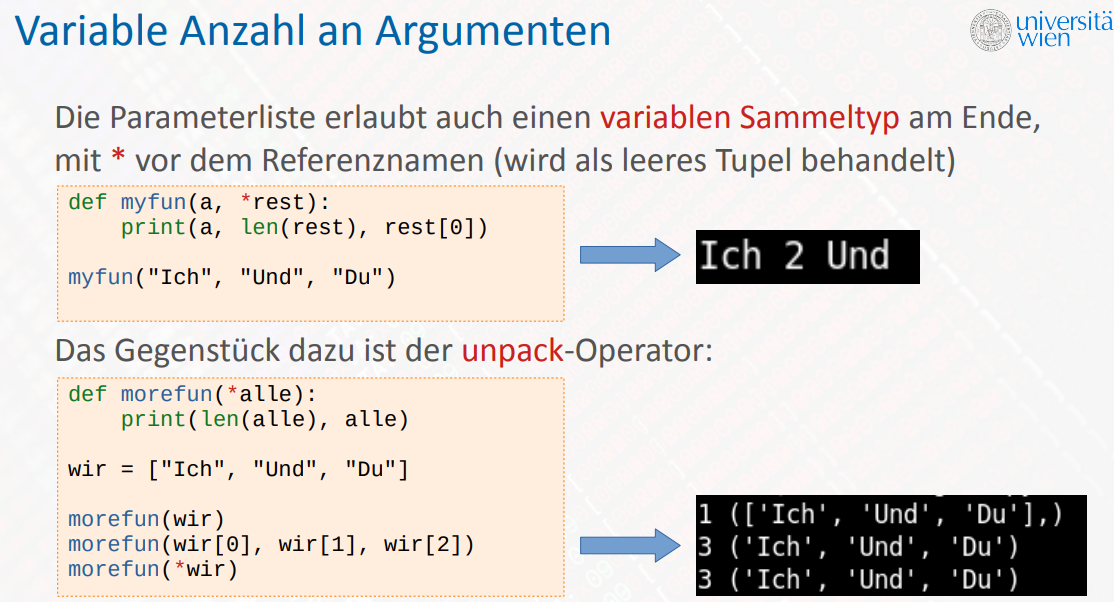 Variable Anzahl an Argumenten
universitä
wien
Die Parameterliste erlaubt auch einen variablen Sammeltyp am Ende,
mit * vor dem Referenznamen (wird als leeres Tupel behandelt)
def myfun(a, *rest):
    print(a, len(rest), rest[0])
myfun("Ich", "Und", "Du")
Ich 2 Und
Das Gegenstück dazu ist der unpack-Operator:
def morefun(*alle):
    print(len(alle), alle)
wir = ["Ich", "Und", "Du"]
morefun(wir)
morefun(wir[0], wir[1], wir[2])
morefun(*wir)
1 (['Ich', 'Und', 'Du'],)
3 ('Ich', 'Und', 'Du')
3 ('Ich', 'Und', 'Du')